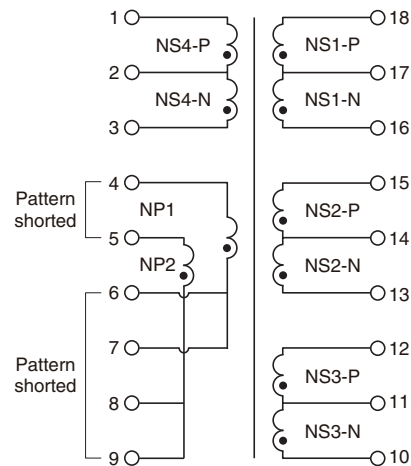 1
NS4-P
2
NS4-N
3
4
Pattern
shorted
NP1
5
NP2
6
7
Pattern
shorted
8
9
18
NS1-P
17
NS1-N
16
15
NS2-P
14
NS2-N
13
12
NS3-P
11
NS3-N
10